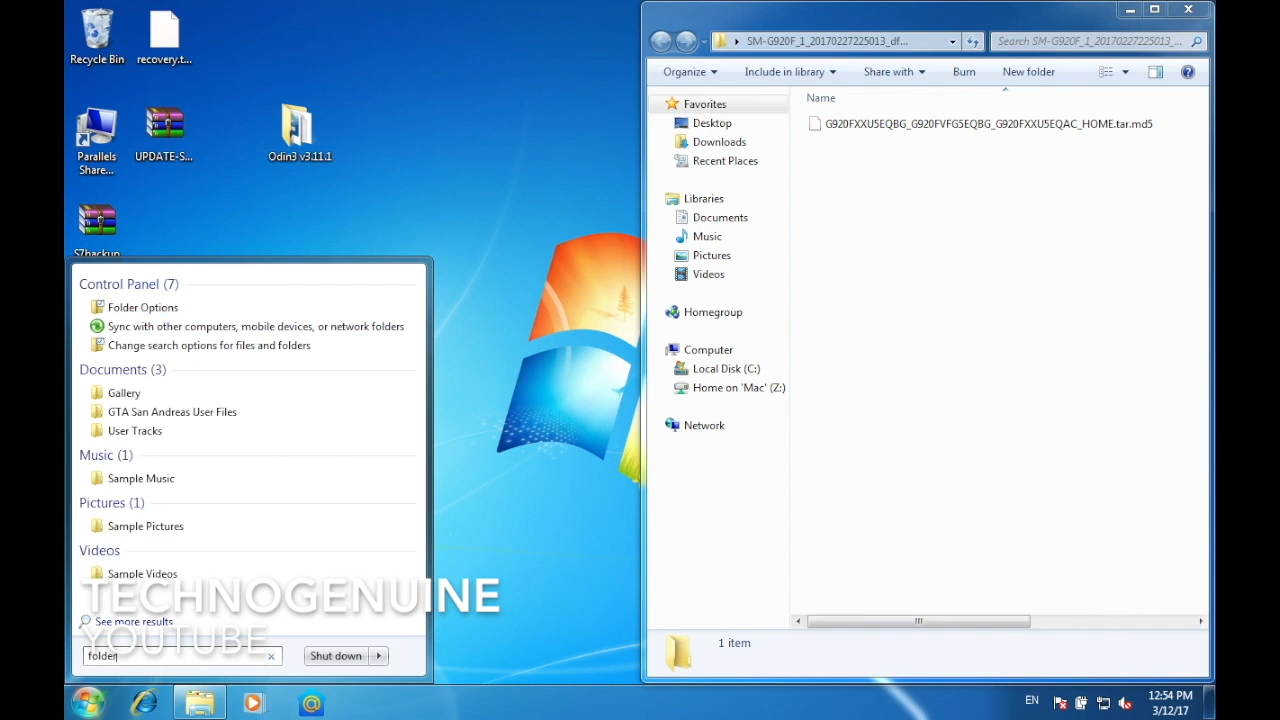 Recycle Bin
recovery.t...
Parallels
Share...
UPDATE-S...
Odin3 v3.11.1
S7backup
Control Panel (7)
Folder Options
Sync with other computers, mobile devices, or network folders
Change search options for files and folders
Documents (3)
Gallery
GTA San Andreas User Files
User Tracks
Music (1)
Sample Music
Pictures (1)
Sample Pictures
Videos
Sample Videos
TECHNOGENUINE
See more results
YOUTUBE
folder
Shut down
SM-G920F_1_20170227225013_df...
Search SM-G920F_1_20170227225013_...
Organize
Include in library
Share with
Burn
New folder
Favorites
Desktop
Downloads
Recent Places
Libraries
Documents
Music
Pictures
Videos
Homegroup
Computer
Local Disk (C:)
Home on 'Mac' (Z:)
Network
Name
G920FXXU5EQBG_G920FVFG5EQBG_G920FXXU5EQAC_HOME.tar.md5
1 item
EN
12:54 PM
3/12/17